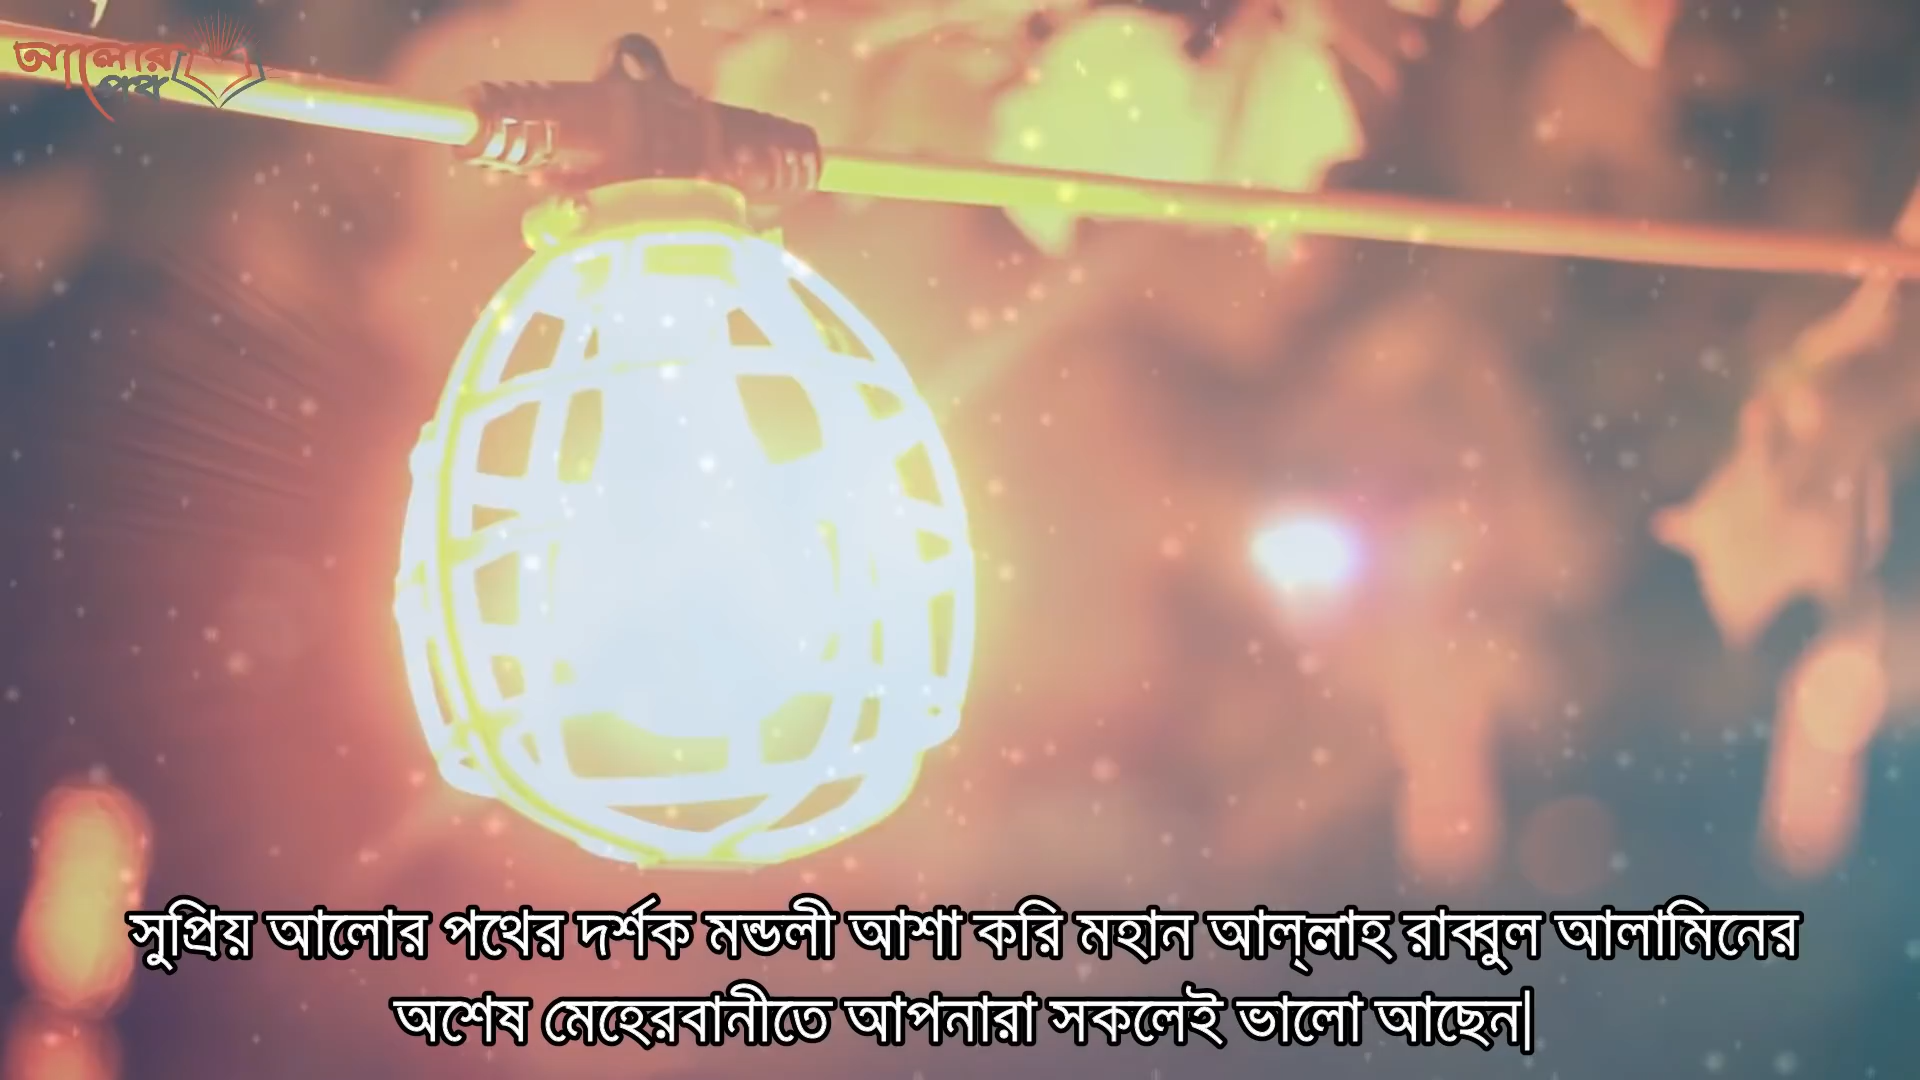 আলোর
পথ
সুপ্রিয় আলোর পথের দর্শক মন্ডলী আশা করি মহান আল্লাহ রাব্বুল আলামিনের
অশেষ মেহেরবানীতে আপনারা সকলেই ভালো আছেন|